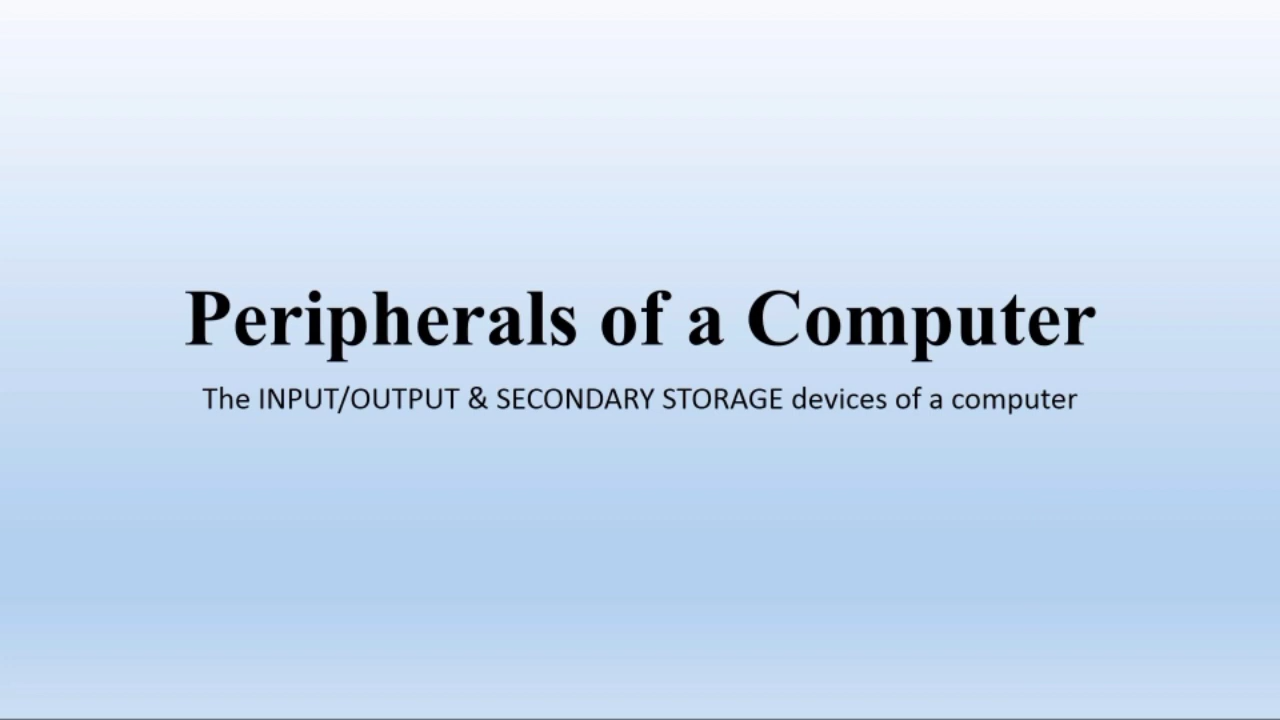 Peripherals of a Computer
The INPUT/OUTPUT & SECONDARY STORAGE devices of a computer